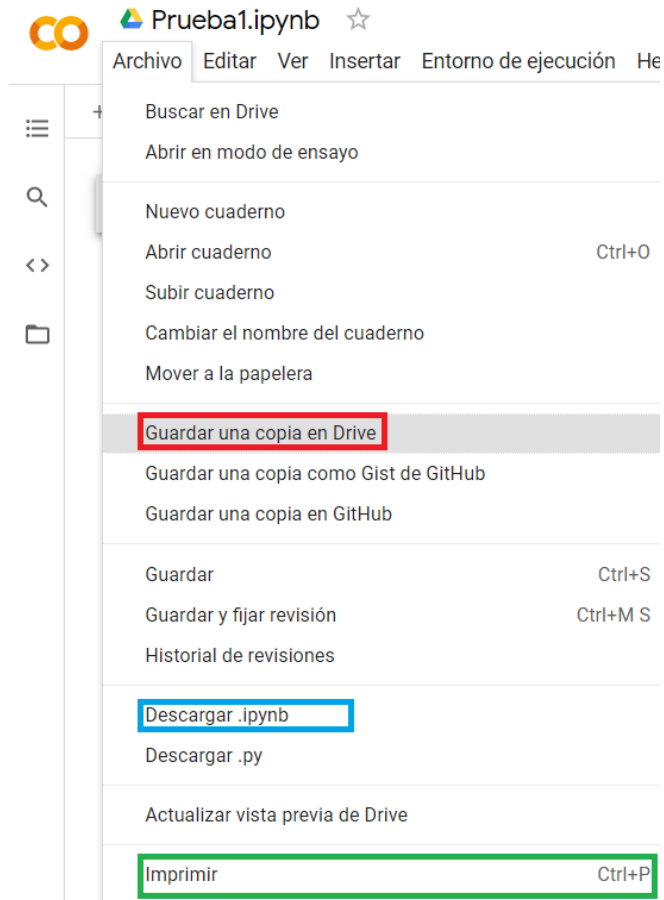 Prueba1.ipynb
Archivo Editar Ver Insertar Entorno de ejecución He
Buscar en Drive
Abrir en modo de ensayo
Nuevo cuaderno
Abrir cuaderno Ctrl+O
Subir cuaderno
Cambiar el nombre del cuaderno
Mover a la papelera
Guardar una copia en Drive
Guardar una copia como Gist de GitHub
Guardar una copia en GitHub
Guardar Ctrl+S
Guardar y fijar revisión Ctrl+M S
Historial de revisiones
Descargar .ipynb
Descargar .py
Actualizar vista previa de Drive
Imprimir Ctrl+P